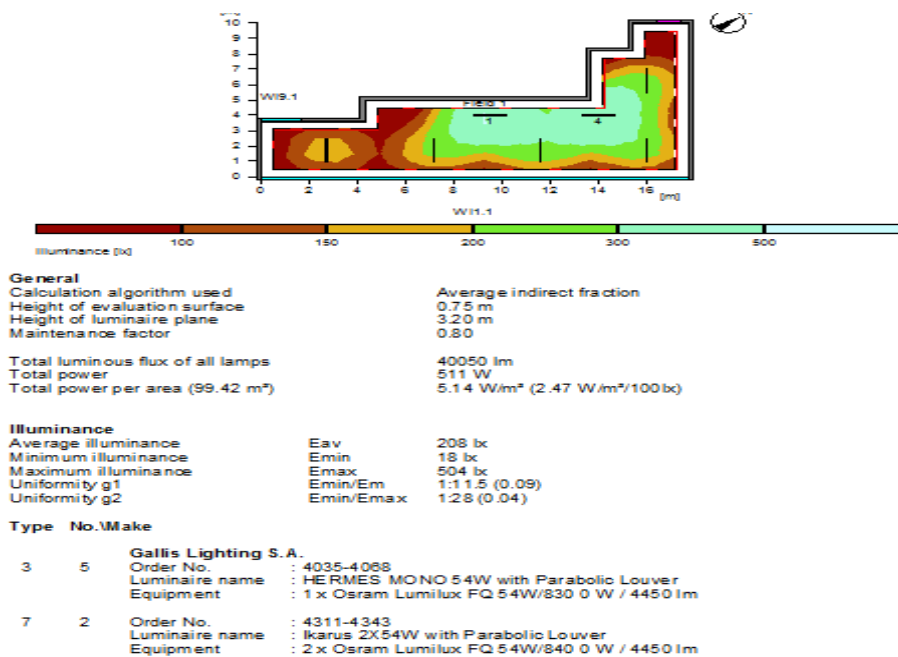 10
9
8
7
6
5
4
3
2
1
0
WI9.1
Field 1
1
4
0 2 4 6 8 10 12 14 16 [m]
WI1.1
Illuminance [lx] 100 150 200 300 500
General
Calculation algorithm used Average indirect fraction
Height of evaluation surface 0.75 m
Height of luminaire plane 3.20 m
Maintenance factor 0.80
Total luminous flux of all lamps 40050 lm
Total power 511 W
Total power per area (99.42 m²) 5.14 W/m² (2.47 W/m²/100lx)
Illuminance
Average illuminance Eav 208 lx
Minimum illuminance Emin 18 lx
Maximum illuminance Emax 504 lx
Uniformity g1 Emin/Em 1:11.5 (0.09)
Uniformity g2 Emin/Emax 1:28 (0.04)
Type No.\Make
Gallis Lighting S.A.
3 5 Order No. : 4035-4068
Luminaire name : HERMES MONO 54W with Parabolic Louver
Equipment : 1 x Osram Lumilux FQ 54W/830 0 W / 4450 lm
7 2 Order No. : 4311-4343
Luminaire name : Ikarus 2X54W with Parabolic Louver
Equipment : 2 x Osram Lumilux FQ 54W/840 0 W / 4450 lm